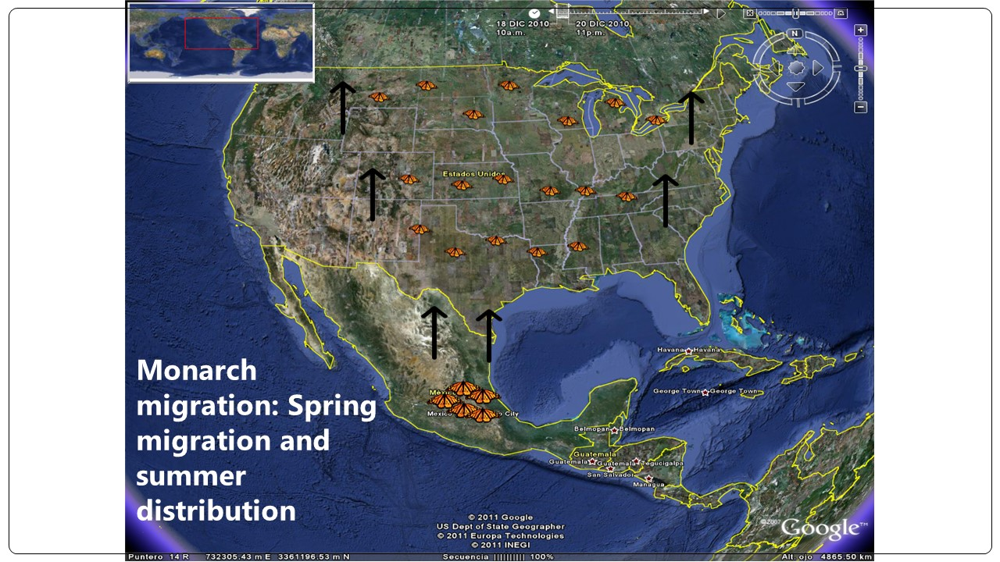 18 DIC 2010
10a.m.
20 DIC 2010
11p.m.
N
Estados Unidos
Havana Havana
George Town George Town
México
Mexico o City
Belmopan Belmopan
Guatemala
Guatemala Guatemala Tegucigalpa
San Salvador
Managua
Monarch
migration: Spring
migration and
summer
distribution
© 2011 Google
US Dept of State Geographer
© 2011 Europa Technologies
© 2011 INEGI
©2007 Google™
Puntero 14 R 732305.43 m E 3361196.53 m N Secuencia |||||||||| 100% Alt. ojo 4865.50 km